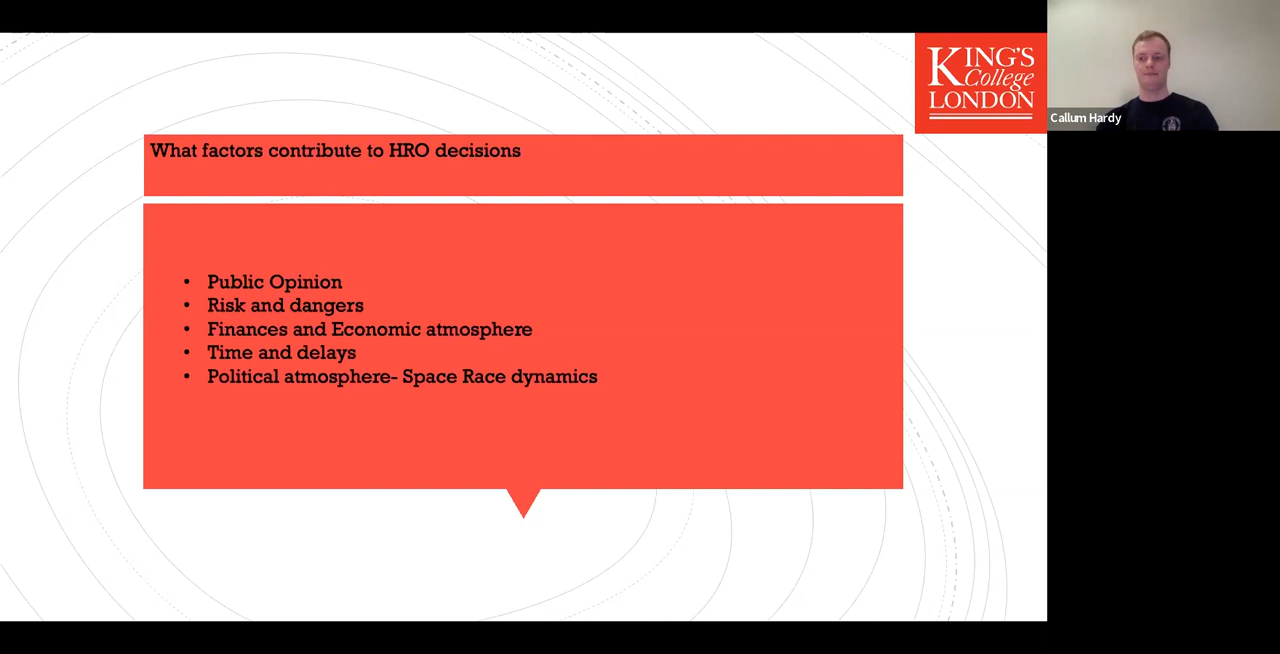 KING'S
College
LONDON
Callum Hardy
What factors contribute to HRO decisions
• Public Opinion
• Risk and dangers
• Finances and Economic atmosphere
• Time and delays
• Political atmosphere- Space Race dynamics